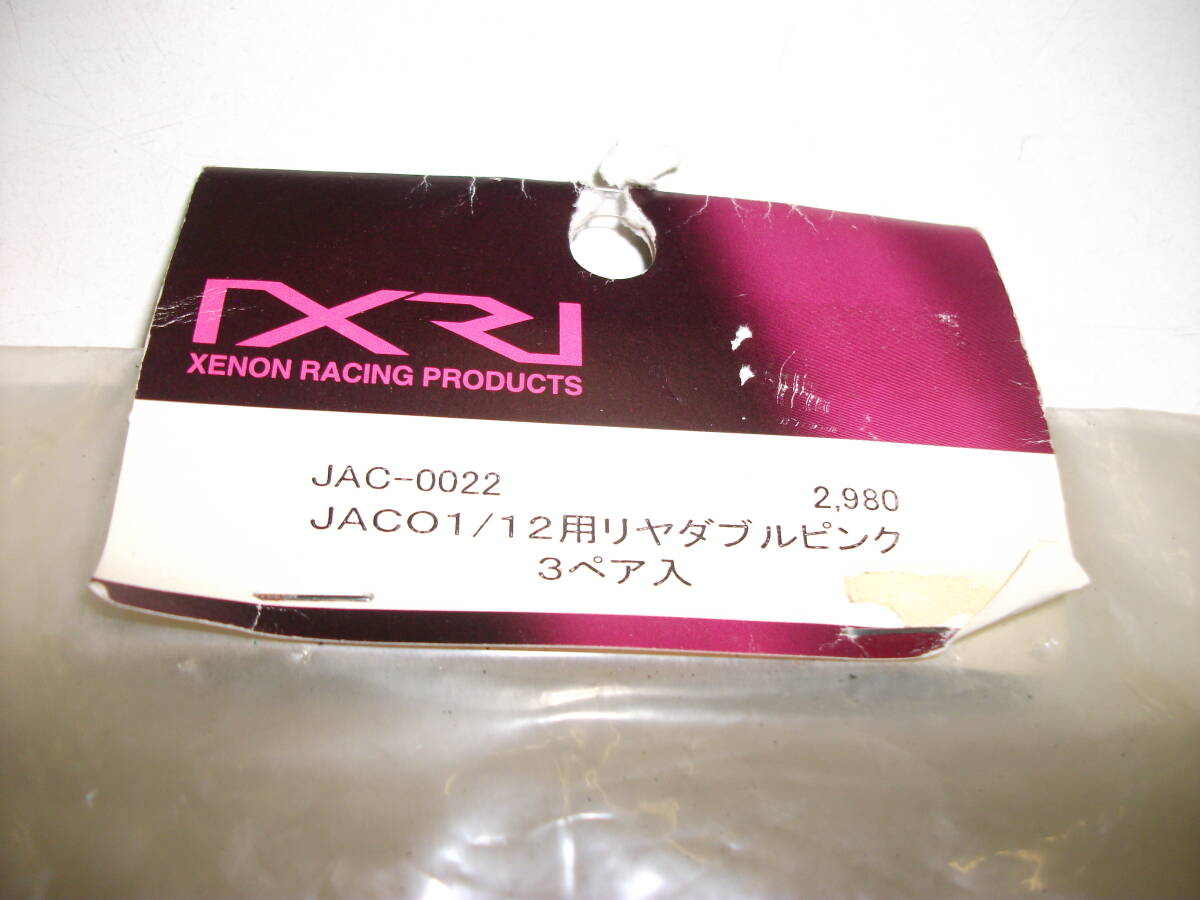 XENON RACING PRODUCTS
JAC-0022 2,980
JACO1/12用リヤダブルピンク
3ペア入